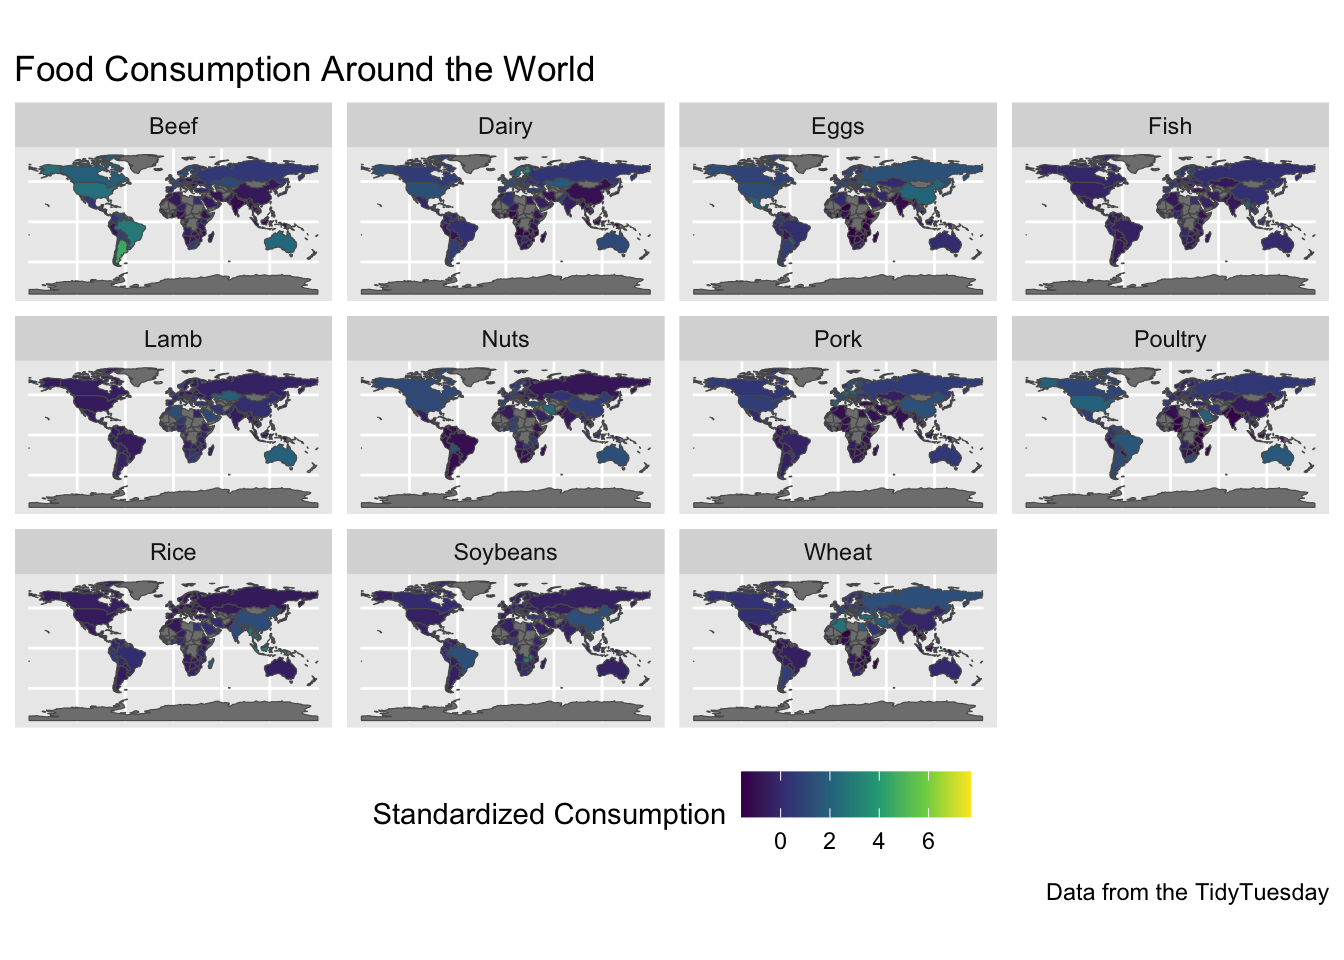 Food Consumption Around the World
Beef
Dairy
Eggs
Fish
Lamb
Nuts
Pork
Poultry
Rice
Soybeans
Wheat
Standardized Consumption
0 2 4 6
Data from the TidyTuesday